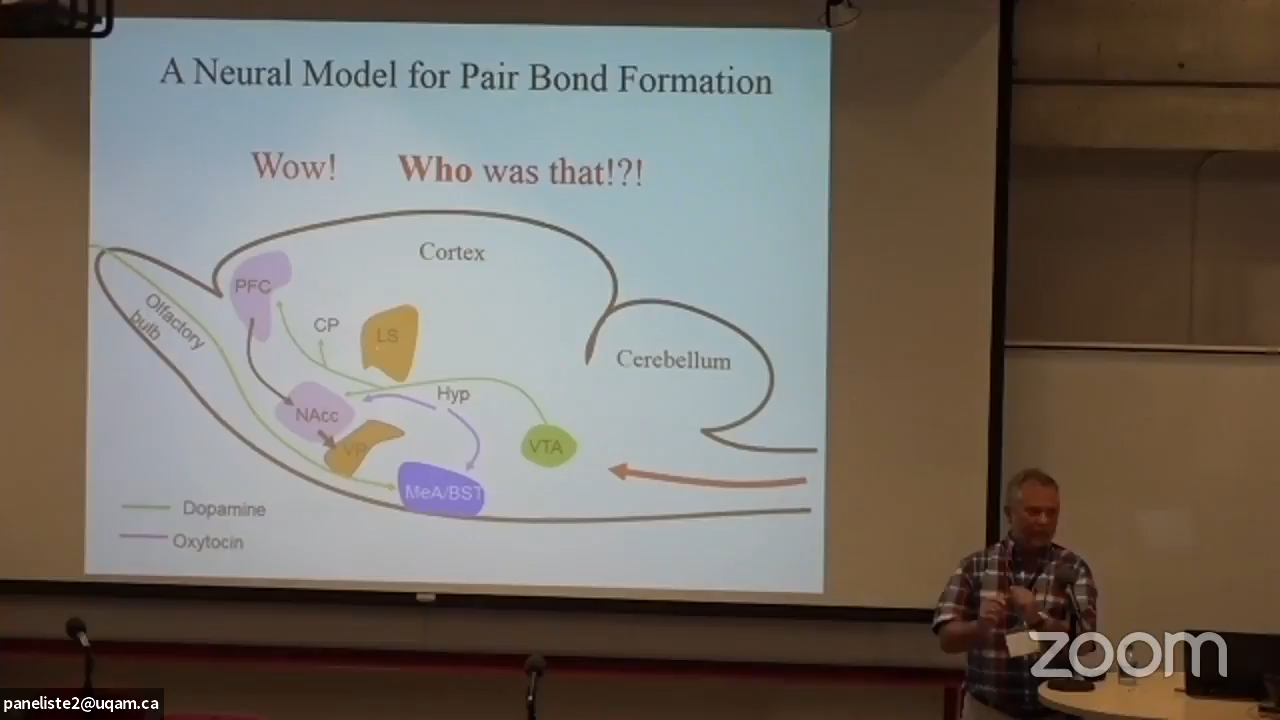 A Neural Model for Pair Bond Formation
Wow! Who was that!?!
Cortex
PFC
Olfactory
bulb
CP
LS
Cerebellum
Hyp
NAcc
VP
VTA
MeA/BST
Dopamine
Oxytocin
zoom
paneliste2@uqam.ca